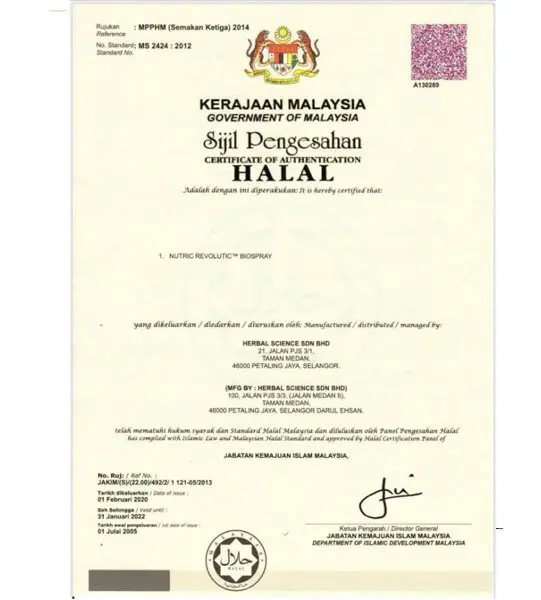 Rujukan : MPPHM (Semakan Ketiga) 2014
Reference
No. Standard: MS 2424 : 2012
Standard No.
A130289
KERAJAAN MALAYSIA
GOVERNMENT OF MALAYSIA
Sijil Pengesahan
CERTIFICATE OF AUTHENTICATION
HALAL
Adalah dengan ini diperakukan: It is hereby certified that:
1. NUTRIC REVOLUTIC™ BIOSPRAY
yang dikeluarkan / diedarkan / diuruskan oleh: Manufactured / distributed / managed by:
HERBAL SCIENCE SDN BHD
21, JALAN PJS 3/1,
TAMAN MEDAN,
46000 PETALING JAYA, SELANGOR.
(MFG BY : HERBAL SCIENCE SDN BHD)
100, JALAN PJS 3/3, (JALAN MEDAN 5),
TAMAN MEDAN,
46000 PETALING JAYA, SELANGOR DARUL EHSAN.
telah mematuhi hukum syarak dan Standard Halal Malaysia dan diluluskan oleh Panel Pengesahan Halal
has complied with Islamic Law and Malaysian Halal Standard and approved by Halal Certification Panel of
JABATAN KEMAJUAN ISLAM MALAYSIA,
No. Ruj: / Ref No. :
JAKIM/(S)/(22.00)/492/2/ 1 121-05/2013
Tarikh dikeluarkan / Date of issue :
01 Februari 2020
Sah Sehingga / Valid until :
31 Januari 2022
Tarikh awal pengeluaran / 1st date of issue :
01 Julai 2005
Ketua Pengarah / Director General
JABATAN KEMAJUAN ISLAM MALAYSIA
DEPARTMENT OF ISLAMIC DEVELOPMENT MALAYSIA
MALAYSIA
حلال
HALAL